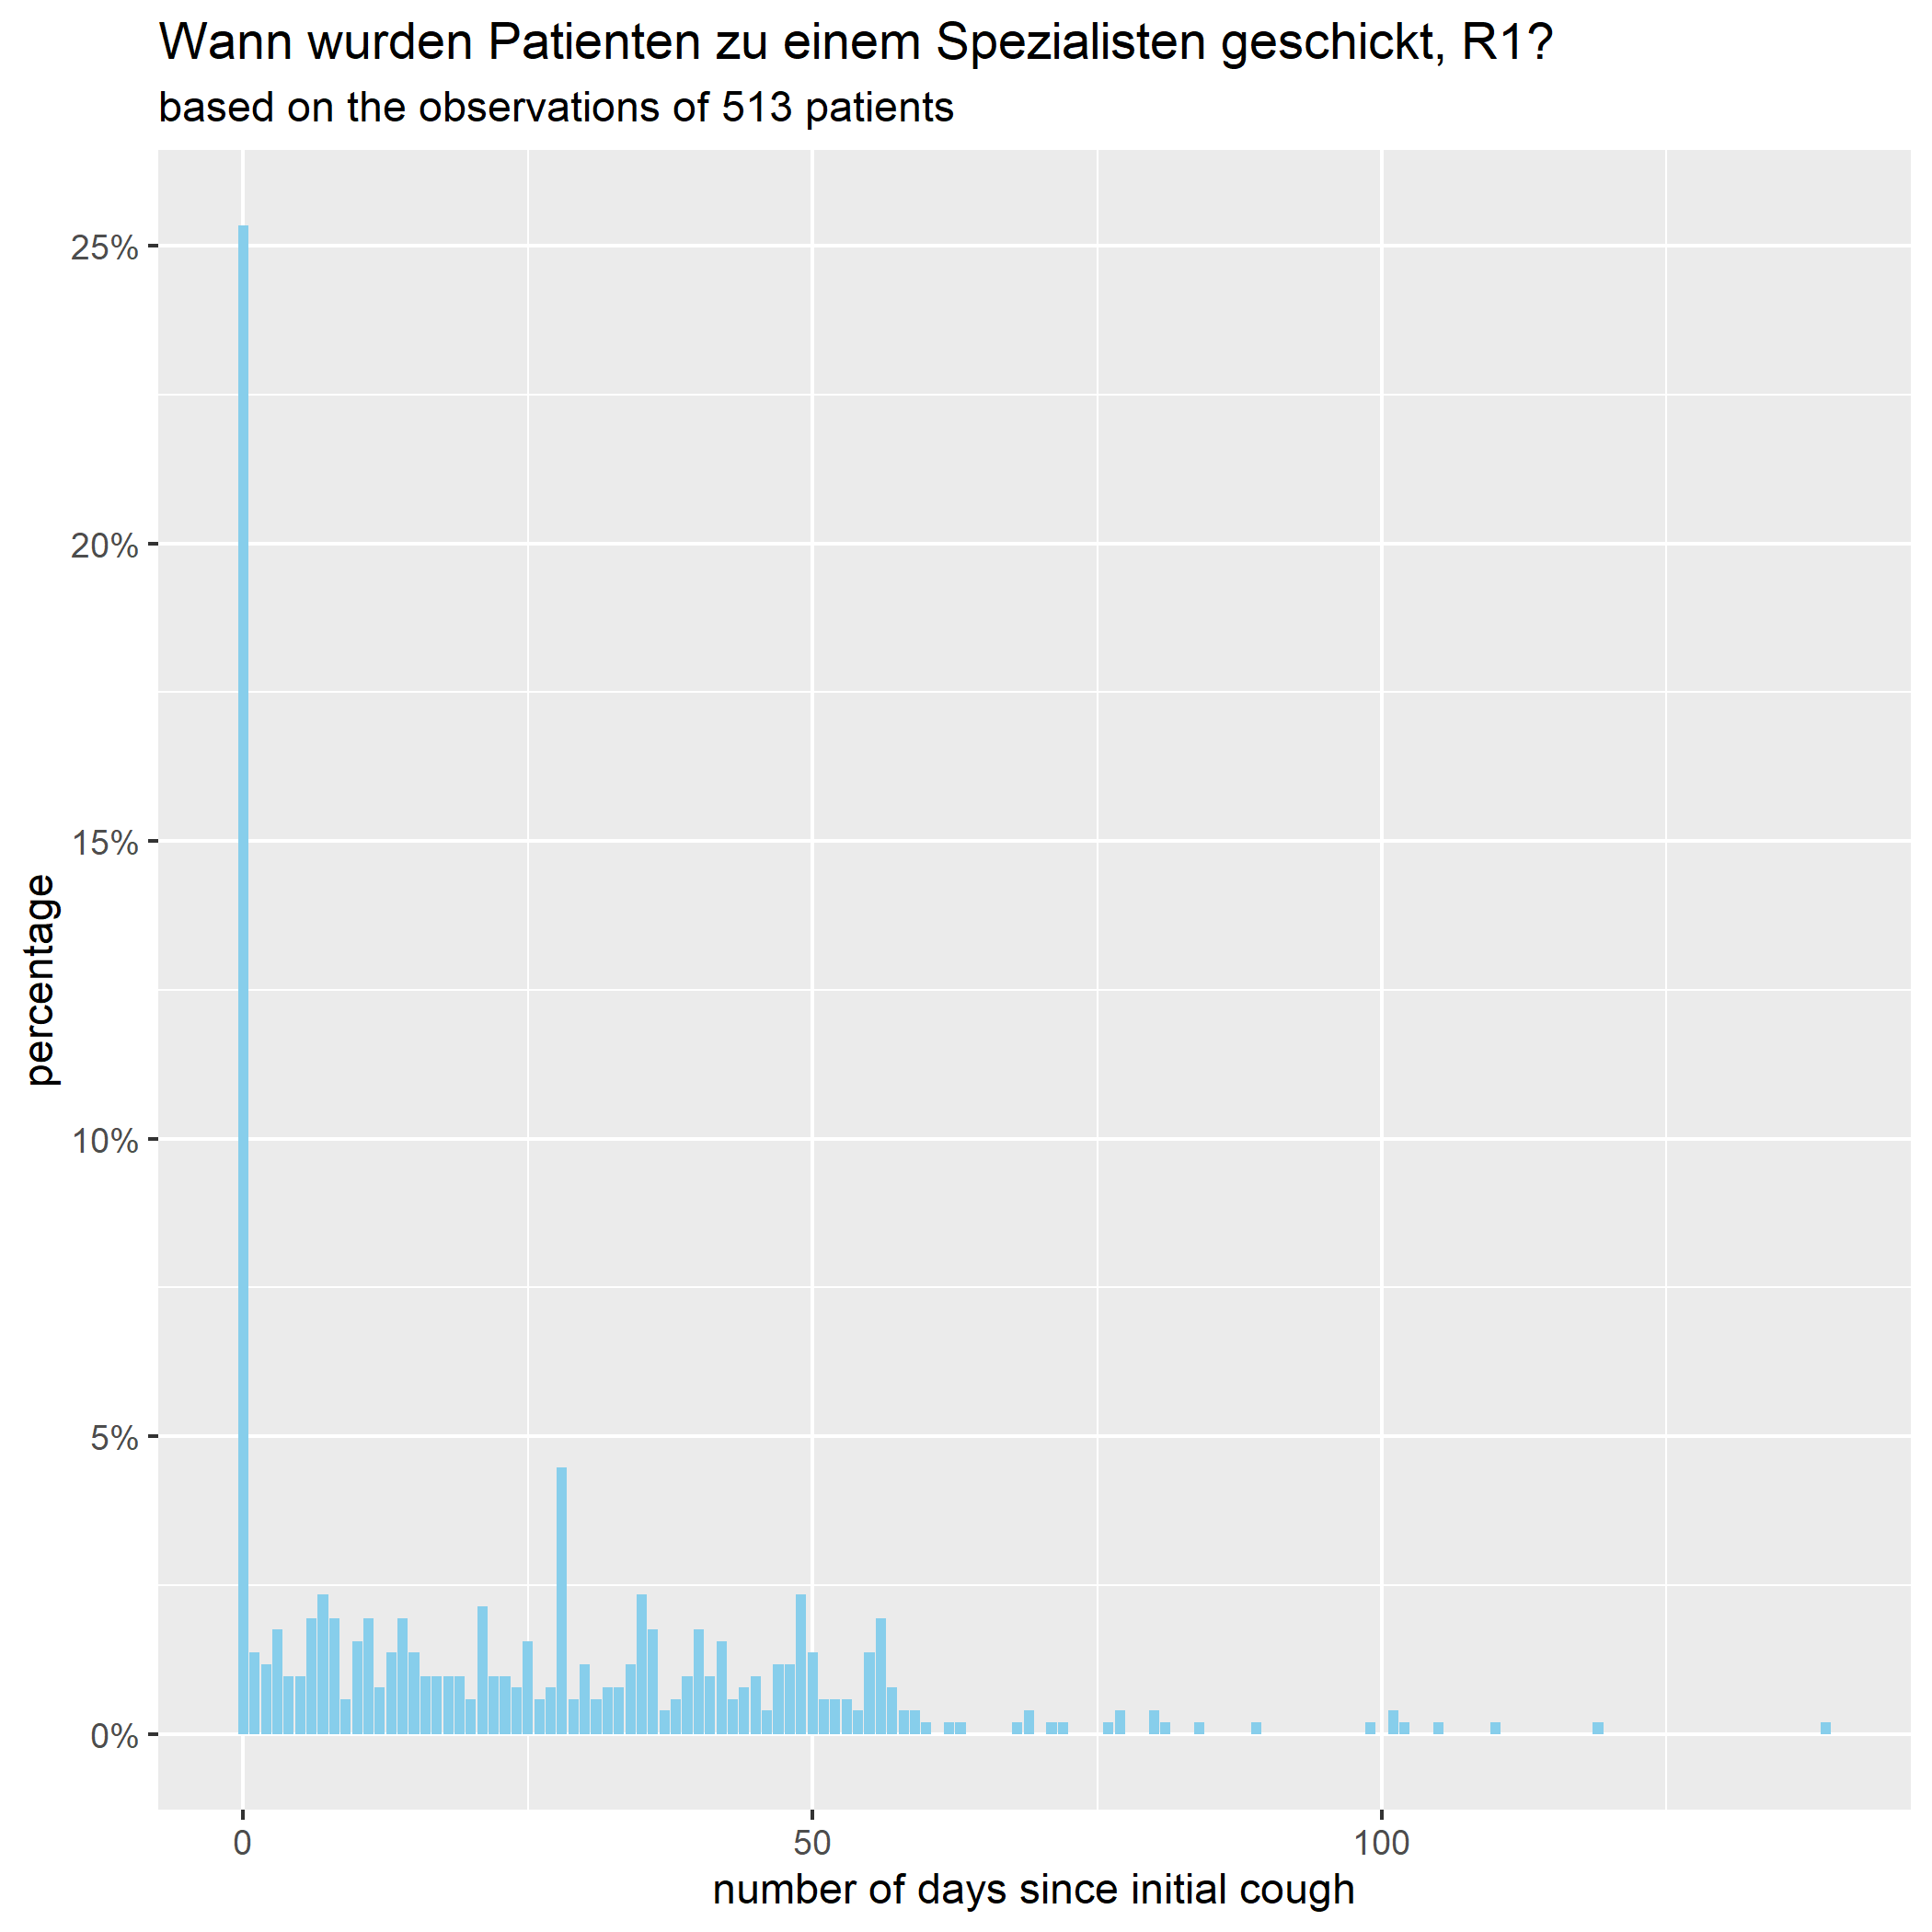 Wann wurden Patienten zu einem Spezialisten geschickt, R1?
based on the observations of 513 patients
25%
20%
15%
10%
5%
0%
percentage
0
50
100
number of days since initial cough